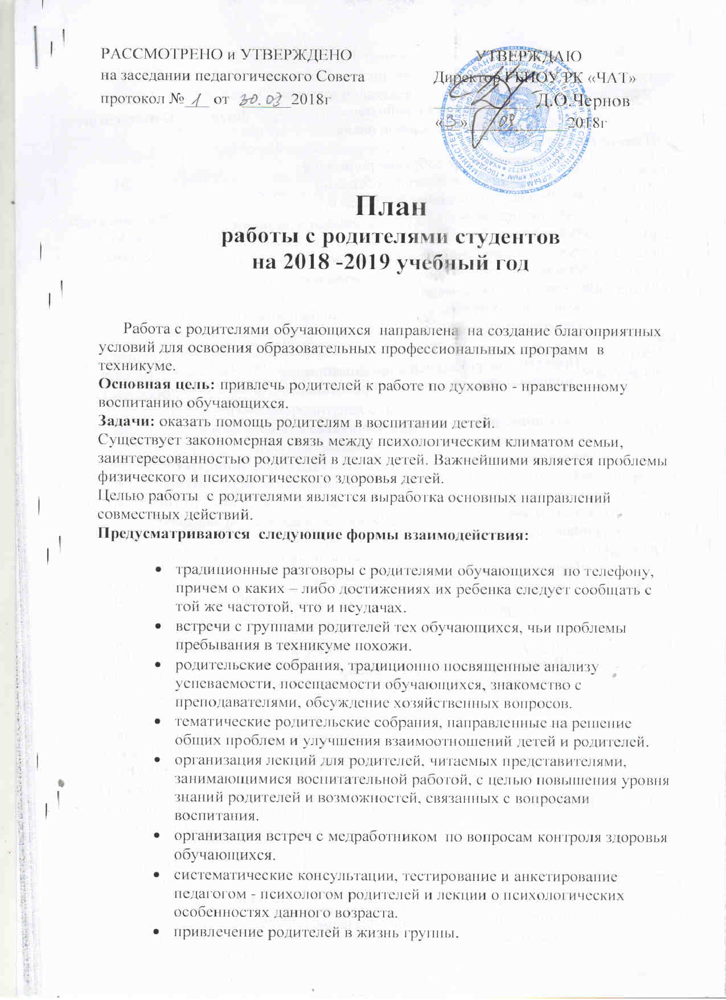 РАССМОТРЕНО и УТВЕРЖДЕНО
на заседании педагогического Совета
протокол № 1 от 30.03 2018г
УТВЕРЖДАЮ
Директор ГБПОУ РК «ЧАТ»
Д.О.Чернов
«3» 09 2018г
План
работы с родителями студентов
на 2018 -2019 учебный год
Работа с родителями обучающихся направлена на создание благоприятных
условий для освоения образовательных профессиональных программ в
техникуме.
Основная цель: привлечь родителей к работе по духовно - нравственному
воспитанию обучающихся.
Задачи: оказать помощь родителям в воспитании детей.
Существует закономерная связь между психологическим климатом семьи,
заинтересованностью родителей в делах детей. Важнейшими является проблемы
физического и психологического здоровья детей.
Целью работы с родителями является выработка основных направлений
совместных действий.
Предусматриваются следующие формы взаимодействия:
• традиционные разговоры с родителями обучающихся по телефону,
причем о каких – либо достижениях их ребенка следует сообщать с
той же частотой, что и неудачах.
• встречи с группами родителей тех обучающихся, чьи проблемы
пребывания в техникуме похожи.
• родительские собрания, традиционно посвященные анализу
успеваемости, посещаемости обучающихся, знакомство с
преподавателями, обсуждение хозяйственных вопросов.
• тематические родительские собрания, направленные на решение
общих проблем и улучшения взаимоотношений детей и родителей.
• организация лекций для родителей, читаемых представителями,
занимающимися воспитательной работой, с целью повышения уровня
знаний родителей и возможностей, связанных с вопросами
воспитания.
• организация встреч с медработником по вопросам контроля здоровья
обучающихся.
• систематические консультации, тестирование и анкетирование
педагогом - психологом родителей и лекции о психологических
особенностях данного возраста.
• привлечение родителей в жизнь группы.